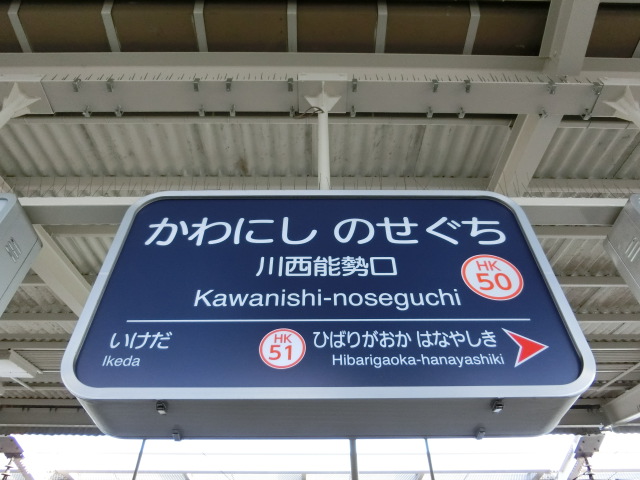 かわにし のせぐち
川西能勢口
Kawanishi-noseguchi
HK
50
いけだ
Ikeda
HK
51
ひばりがおか はなやしき
Hibarigaoka-hanayashiki